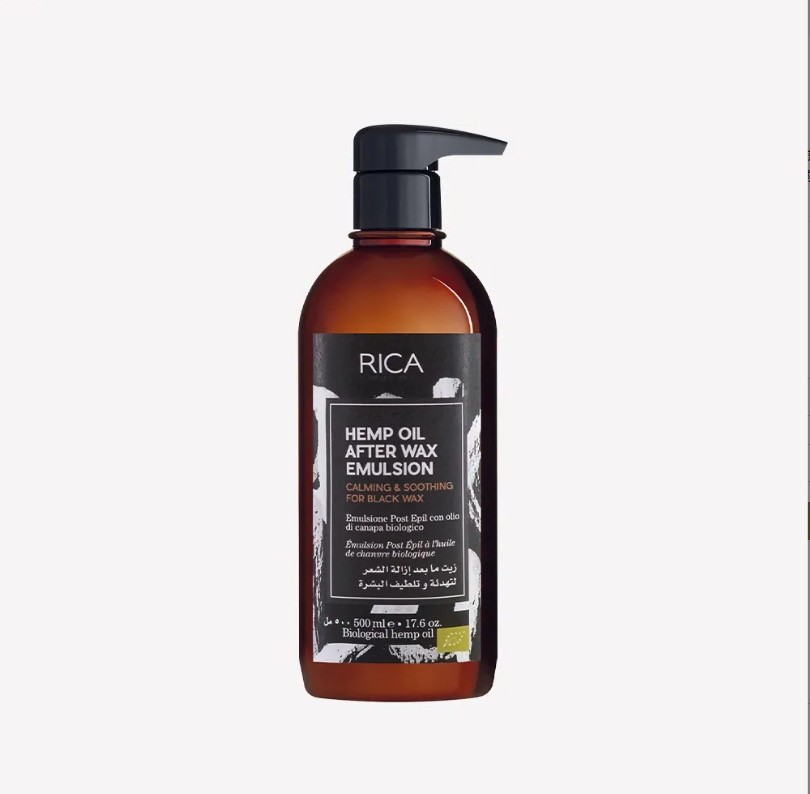 RICA
HEMP OIL
AFTER WAX
EMULSION
CALMING & SOOTHING
FOR BLACK WAX
Emulsione Post Epil con olio
di canapa biologico
Émulsion Post Épil à l'huile
de chanvre biologique
زيت ما بعد إزالة الشعر
لتهدئة و تلطيف البشرة
٥٠٠ مل 500 ml e • 17.6 oz.
Biological hemp oil